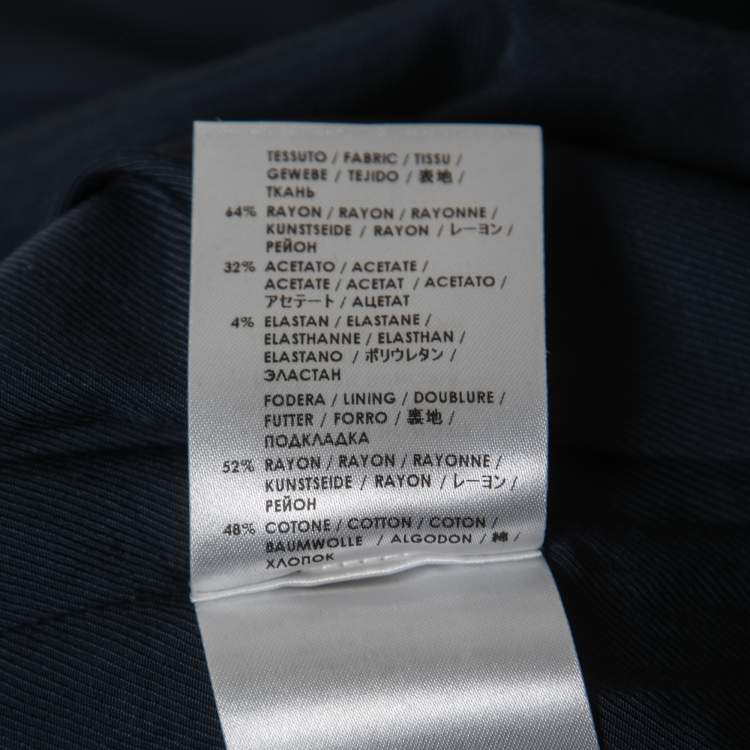 TESSUTO / FABRIC / TISSU /
GEWEBE / TEJIDO / 表地 /
ТКАНЬ
64% RAYON / RAYON / RAYONNE /
KUNSTSEIDE / RAYON / レーヨン /
РЕЙОН
32% ACETATO / ACETATE /
ACETATE / ACETAT / ACETATO /
アセテート / АЦЕТАТ
4% ELASTAN / ELASTANE /
ELASTHANNE / ELASTHAN /
ELASTANO / ポリウレタン /
ЭЛАСТАН
FODERA / LINING / DOUBLURE /
FUTTER / FORRO / 裏地 /
ПОДКЛАДКА
52% RAYON / RAYON / RAYONNE /
KUNSTSEIDE / RAYON / レーヨン /
РЕЙОН
48% COTONE / COTTON / COTON /
BAUMWOLLE / ALGODON / 綿 /
ХЛОПОК